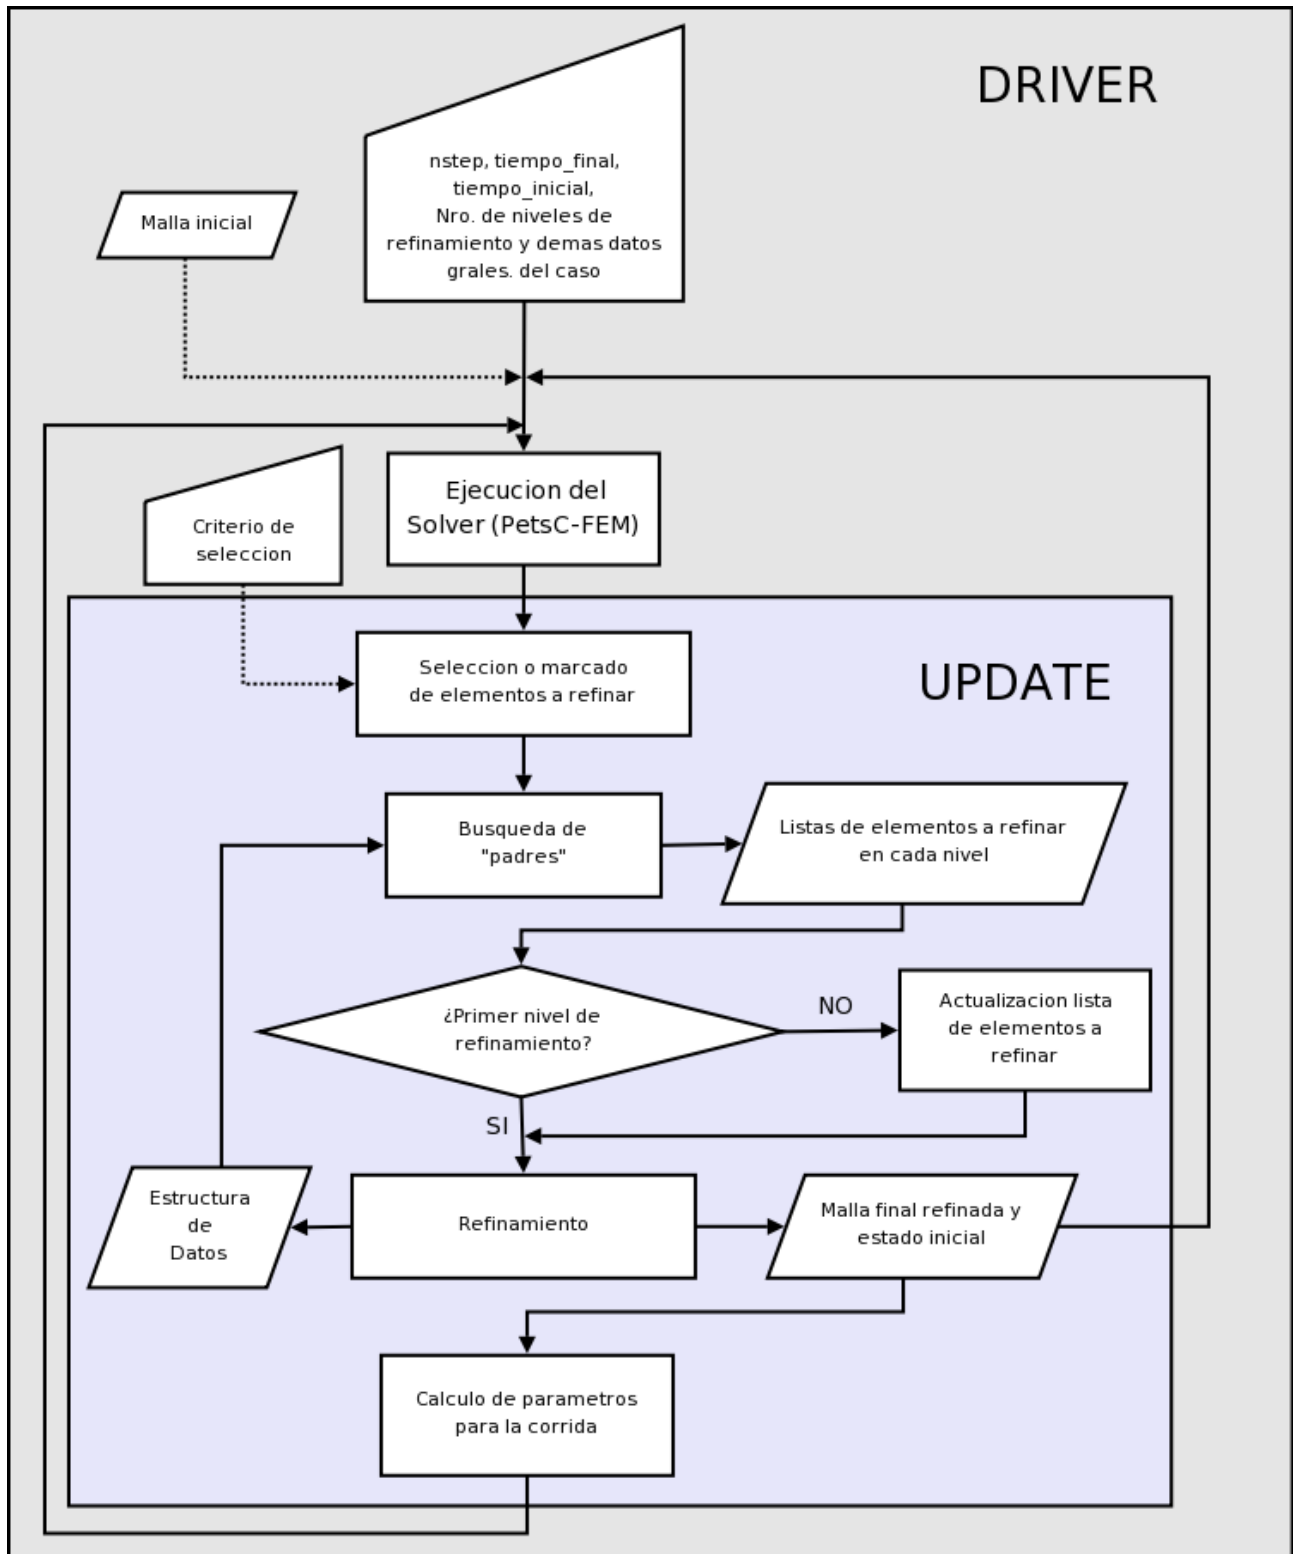 DRIVER
nstep, tiempo_final,
tiempo_inicial,
Nro. de niveles de
refinamiento y demas datos
grales. del caso
Malla inicial
Ejecucion del
Solver (PetsC-FEM)
Criterio de
seleccion
UPDATE
Seleccion o marcado
de elementos a refinar
Busqueda de
"padres"
Listas de elementos a refinar
en cada nivel
¿Primer nivel de
refinamiento?
NO
Actualizacion lista
de elementos a
refinar
SI
Estructura
de
Datos
Refinamiento
Malla final refinada y
estado inicial
Calculo de parametros
para la corrida